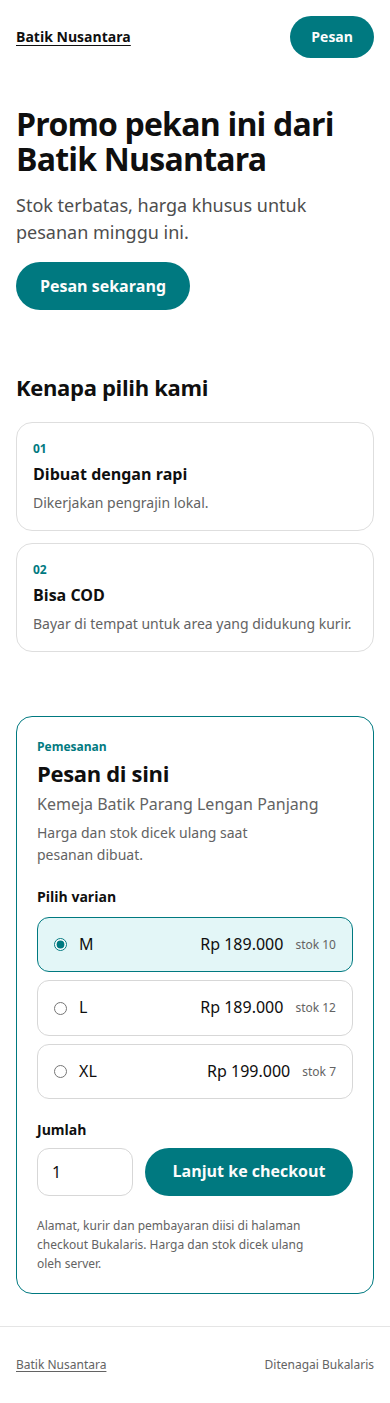 Batik Nusantara
Pesan
Promo pekan ini dari
Batik Nusantara
Stok terbatas, harga khusus untuk
pesanan minggu ini.
Pesan sekarang
Kenapa pilih kami
01
Dibuat dengan rapi
Dikerjakan pengrajin lokal.
02
Bisa COD
Bayar di tempat untuk area yang didukung kurir.
Pemesanan
Pesan di sini
Kemeja Batik Parang Lengan Panjang
Harga dan stok dicek ulang saat
pesanan dibuat.
Pilih varian
M Rp 189.000 stok 10
L Rp 189.000 stok 12
XL Rp 199.000 stok 7
Jumlah
1 Lanjut ke checkout
Alamat, kurir dan pembayaran diisi di halaman
checkout Bukalaris. Harga dan stok dicek ulang
oleh server.
Batik Nusantara
Ditenagai Bukalaris